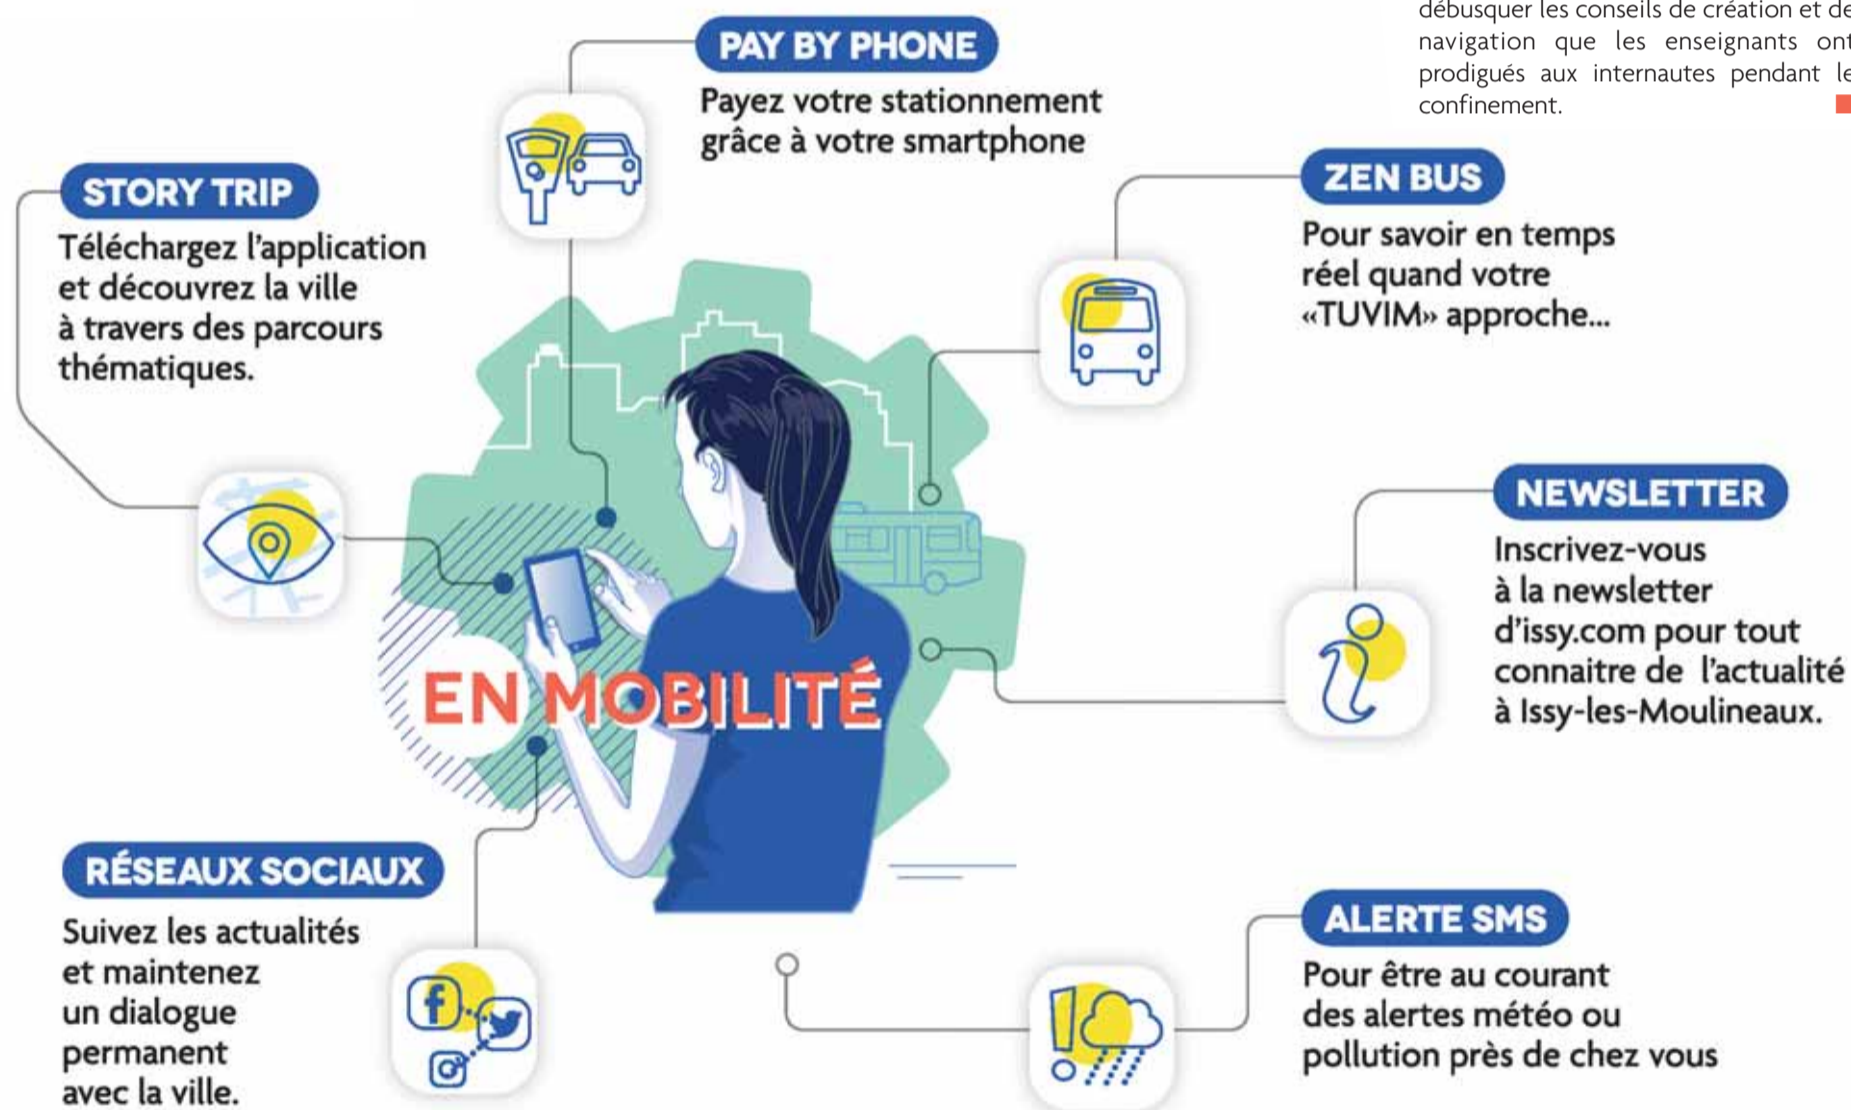 débusquer les conseils de création et de
navigation que les enseignants ont
prodigués aux internautes pendant le
confinement.
PAY BY PHONE
Payez votre stationnement
grâce à votre smartphone
STORY TRIP
Téléchargez l'application
et découvrez la ville
à travers des parcours
thématiques.
ZEN BUS
Pour savoir en temps
réel quand votre
«TUVIM» approche...
NEWSLETTER
Inscrivez-vous
à la newsletter
d'issy.com pour tout
connaitre de l'actualité
à Issy-les-Moulineaux.
EN MOBILITÉ
RÉSEAUX SOCIAUX
Suivez les actualités
et maintenez
un dialogue
permanent
avec la ville.
ALERTE SMS
Pour être au courant
des alertes météo ou
pollution près de chez vous